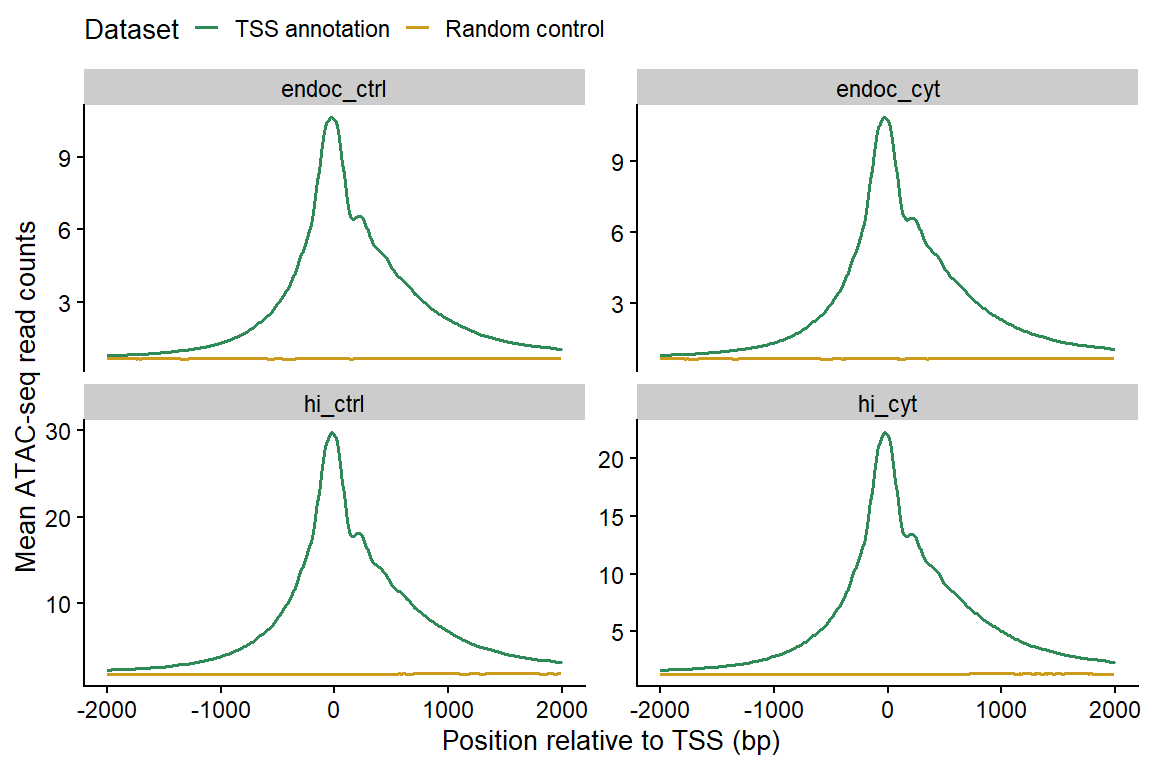 Dataset TSS annotation Random control
endoc_ctrl
endoc_cyt
9
6
3
9
6
3
hi_ctrl
hi_cyt
30
20
10
20
15
10
5
-2000 -1000 0 1000 2000
-2000 -1000 0 1000 2000
Mean ATAC-seq read counts
Position relative to TSS (bp)